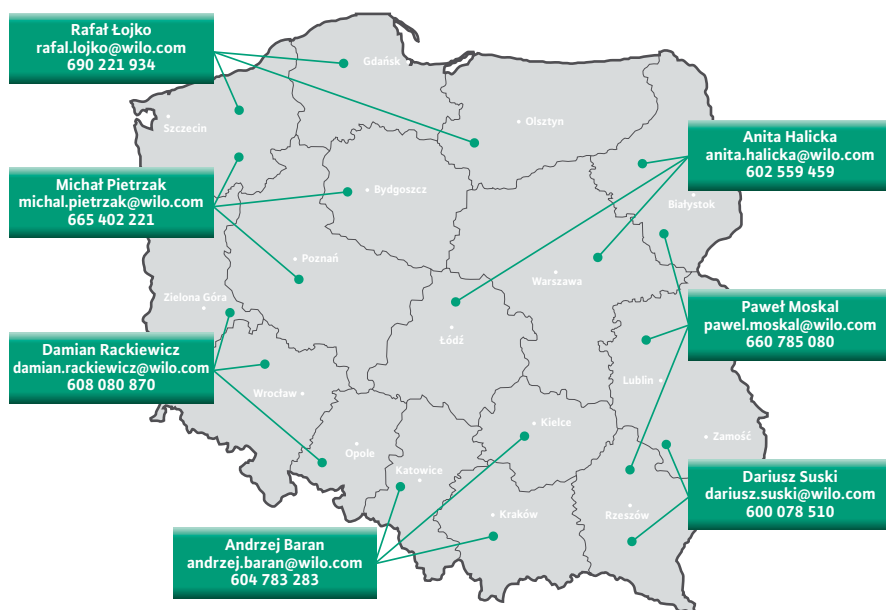 Rafał Łojko
rafal.lojko@wilo.com
690 221 934
Gdańsk
Szczecin
Olsztyn
Anita Halicka
anita.halicka@wilo.com
602 559 459
Michał Pietrzak
michal.pietrzak@wilo.com
665 402 221
Bydgoszcz
Białystok
Poznań
Warszawa
Zielona Góra
Łódź
Paweł Moskal
pawel.moskal@wilo.com
660 785 080
Damian Rackiewicz
damian.rackiewicz@wilo.com
608 080 870
Wrocław
Lublin
Kielce
Zamość
Opole
Katowice
Dariusz Suski
dariusz.suski@wilo.com
600 078 510
Kraków
Rzeszów
Andrzej Baran
andrzej.baran@wilo.com
604 783 283